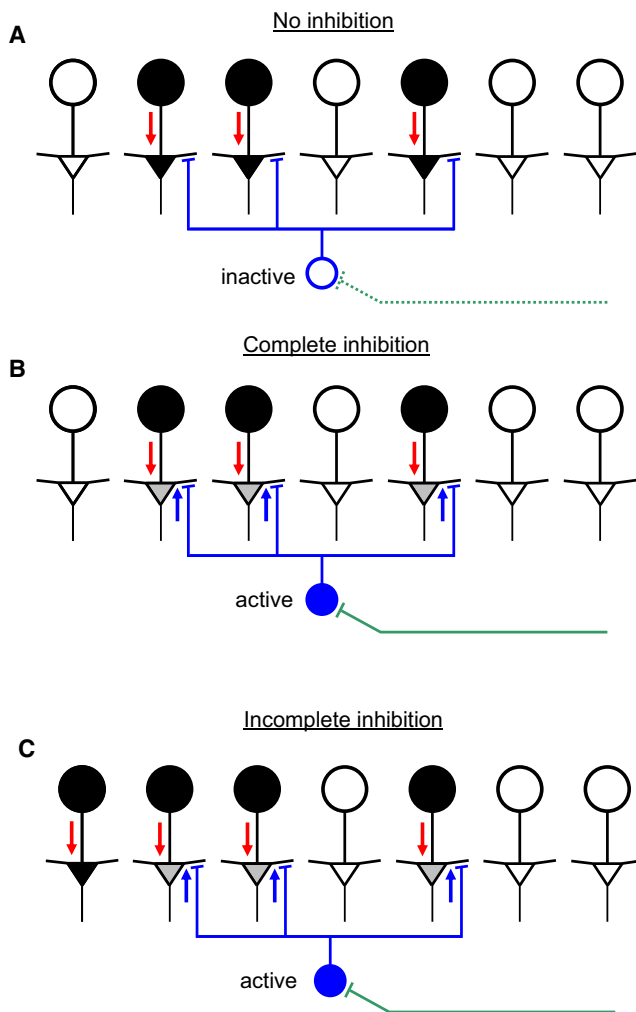 No inhibition
A
inactive
Complete inhibition
B
active
Incomplete inhibition
C
active